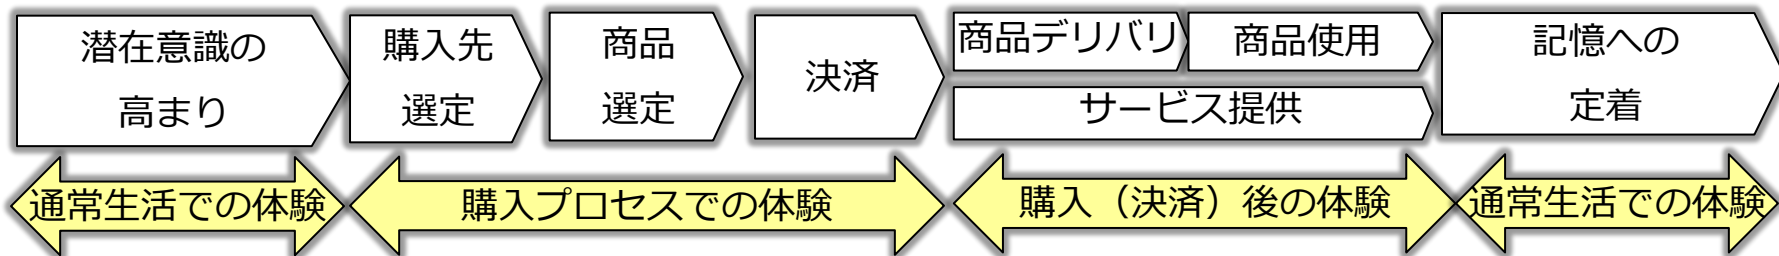 潜在意識の
高まり
購入先
選定
商品
選定
決済
商品デリバリ
商品使用
サービス提供
記憶への
定着
通常生活での体験
購入プロセスでの体験
購入（決済）後の体験
通常生活での体験